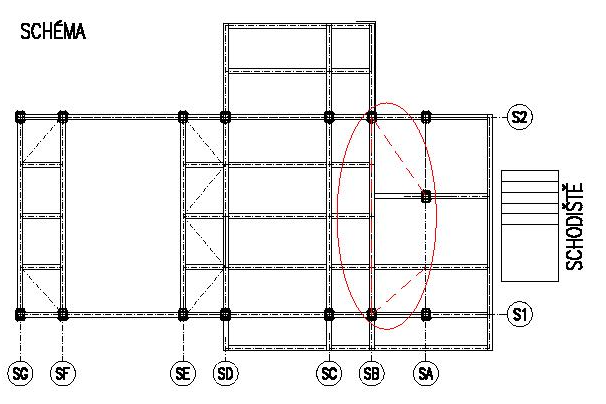 SCHÉMA
S2
SCHODIŠTĚ
S1
SG SF SE SD SC SB SA